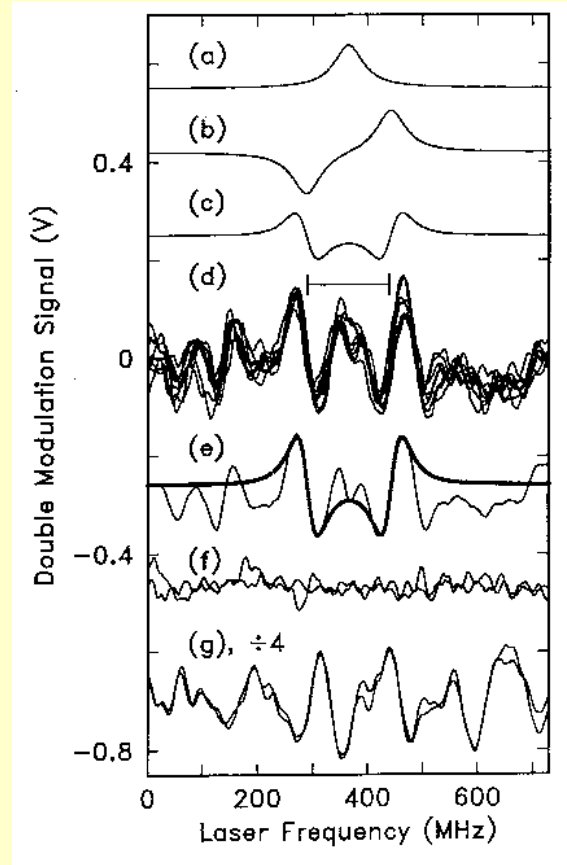 (a)
(b)
0.4
(c)
(d)
0
(e)
-0.4
(f)
(g), ÷4
-0.8
0
200
400
600
Laser Frequency (MHz)
Double Modulation Signal (V)